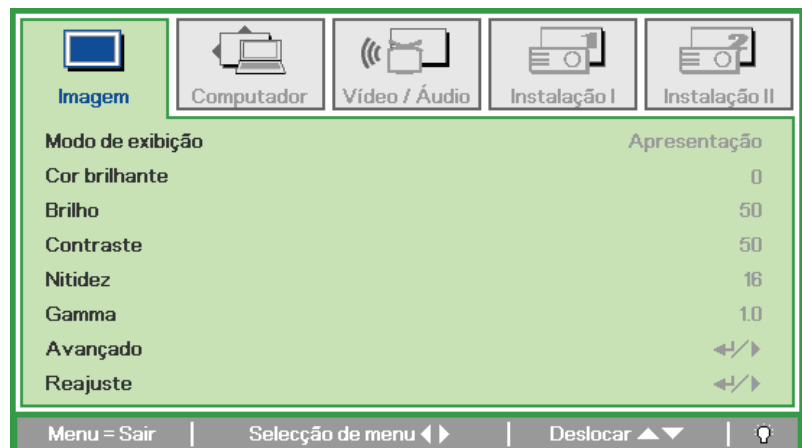 Imagem Computador Vídeo / Áudio Instalação I Instalação II
Modo de exibição Apresentação
Cor brilhante 0
Brilho 50
Contraste 50
Nitidez 16
Gamma 1.0
Avançado
Reajuste
Menu = Sair Selecção de menu Deslocar